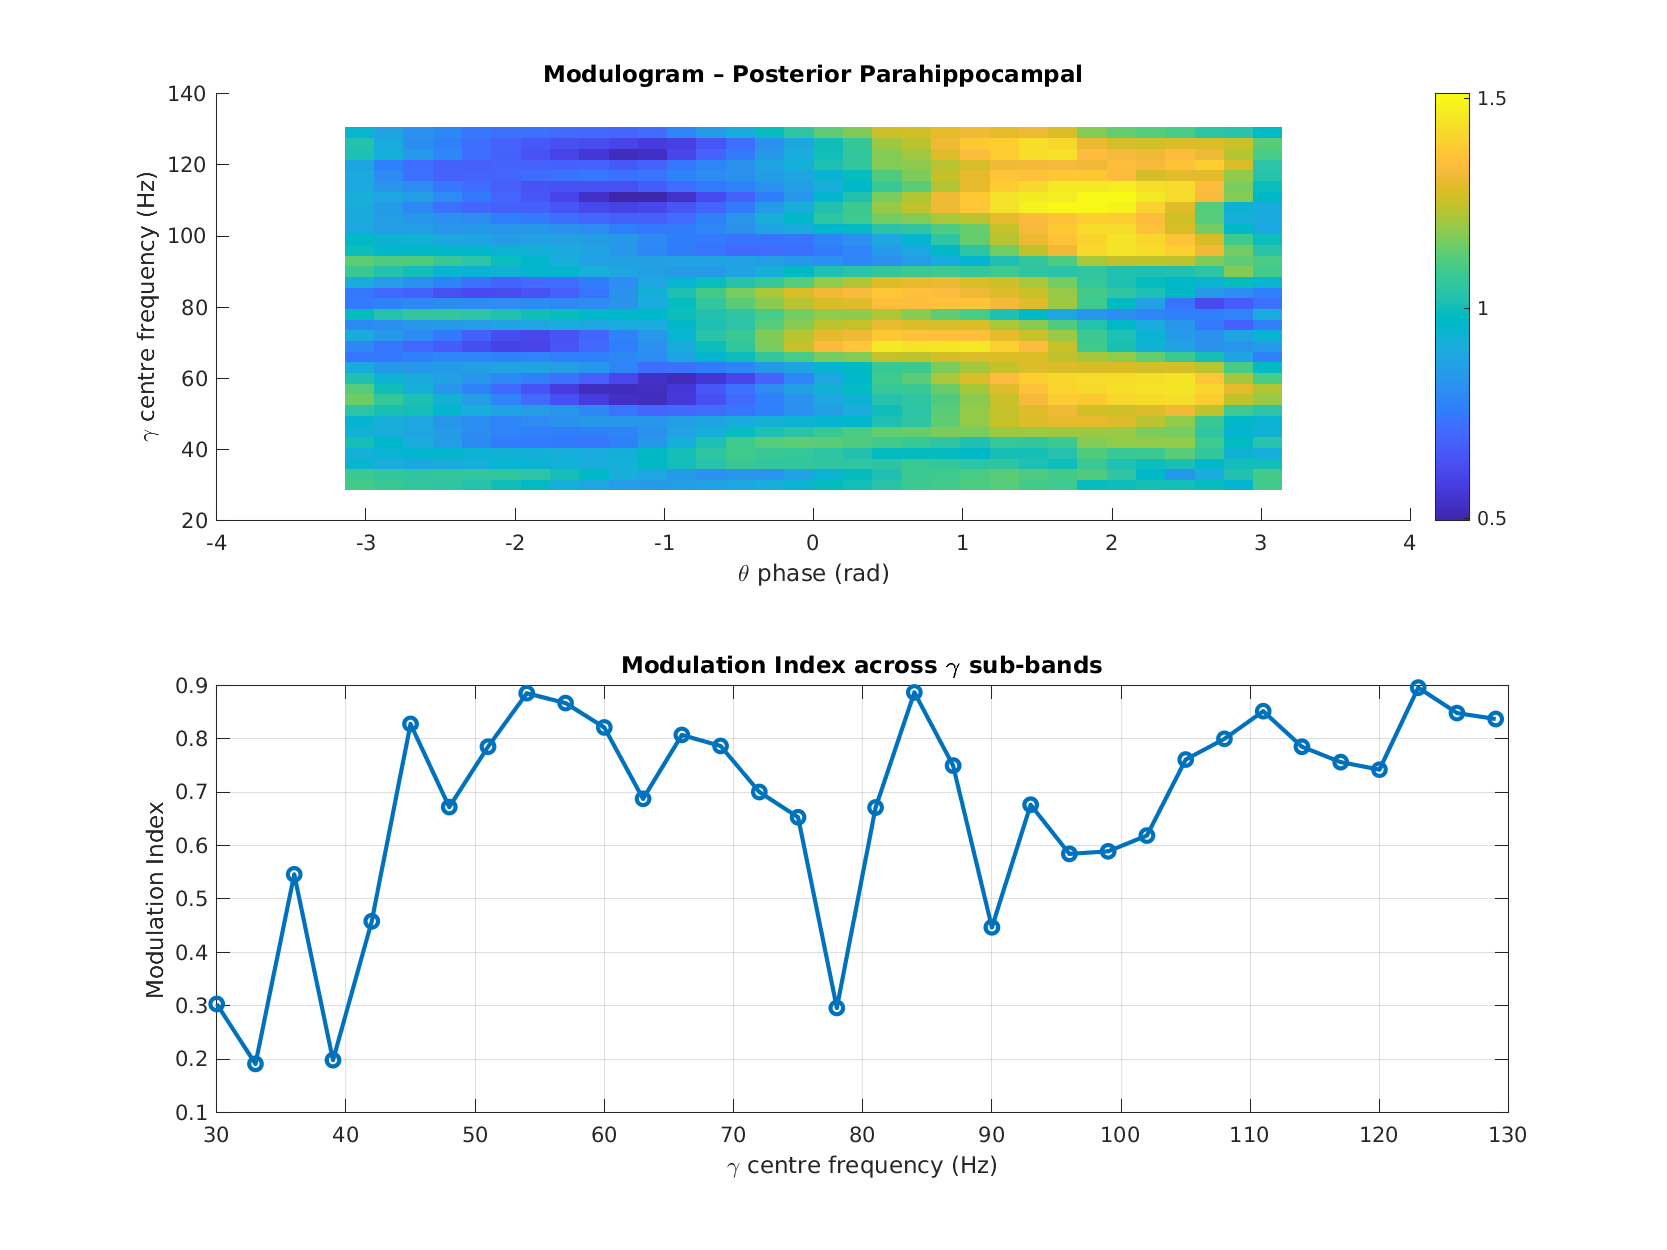 Modulogram – Posterior Parahippocampal
γ centre frequency (Hz)
140
120
100
80
60
40
20
-4 -3 -2 -1 0 1 2 3 4
θ phase (rad)
1.5
1
0.5
Modulation Index across γ sub-bands
Modulation Index
0.9
0.8
0.7
0.6
0.5
0.4
0.3
0.2
0.1
30 40 50 60 70 80 90 100 110 120 130
γ centre frequency (Hz)